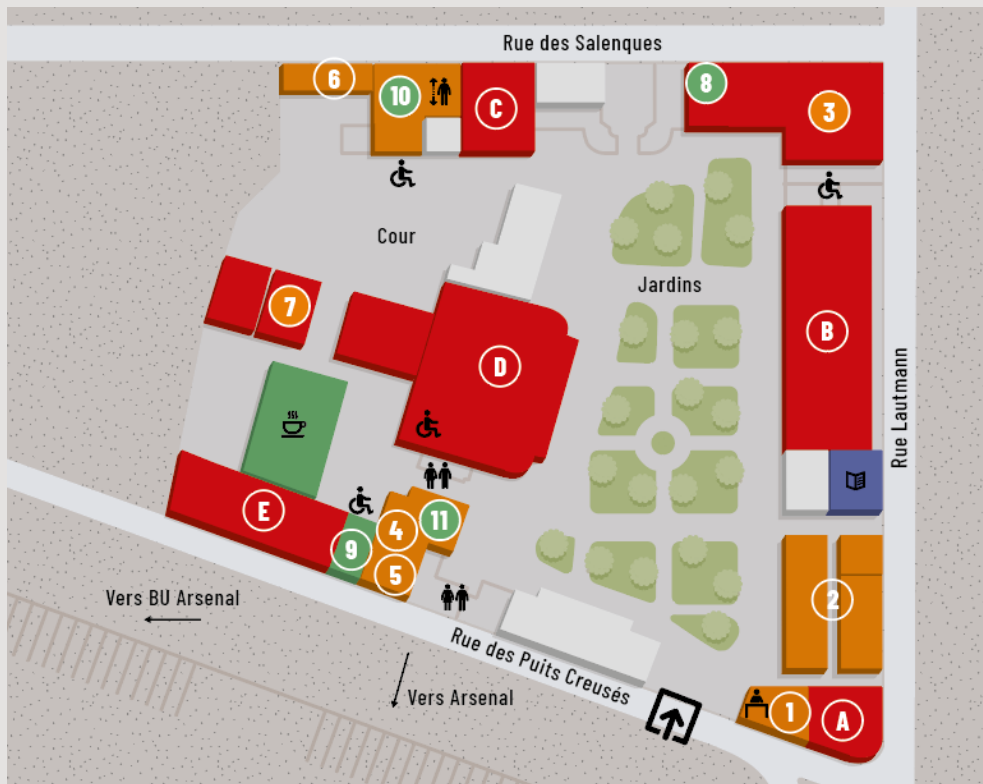 Rue des Salenques
6
10
C
8
3
Cour
7
Jardins
B
D
Rue Lautmann
E
4
11
9
5
2
Vers BU Arsenal
Rue des Puits Creusés
Vers Arsenal
1
A